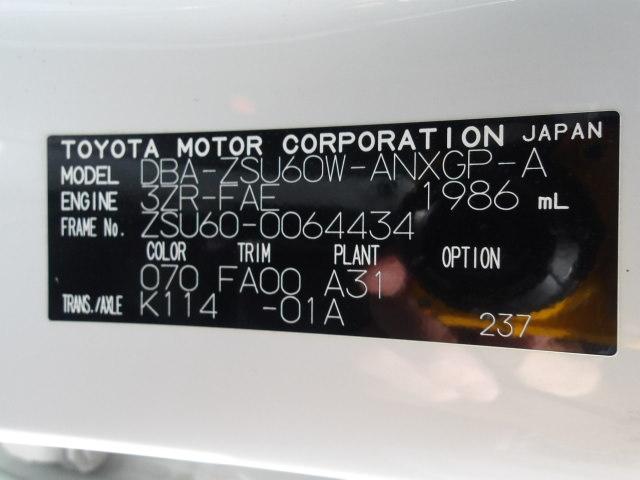 TOYOTA MOTOR CORPORATION JAPAN
MODEL DBA-ZSU60W-ANXGP-A
ENGINE 3ZR-FAE 1986 mL
FRAME No. ZSU60-0064434
COLOR TRIM PLANT OPTION
070 FA00 A31
TRANS./AXLE K114 -01A
237